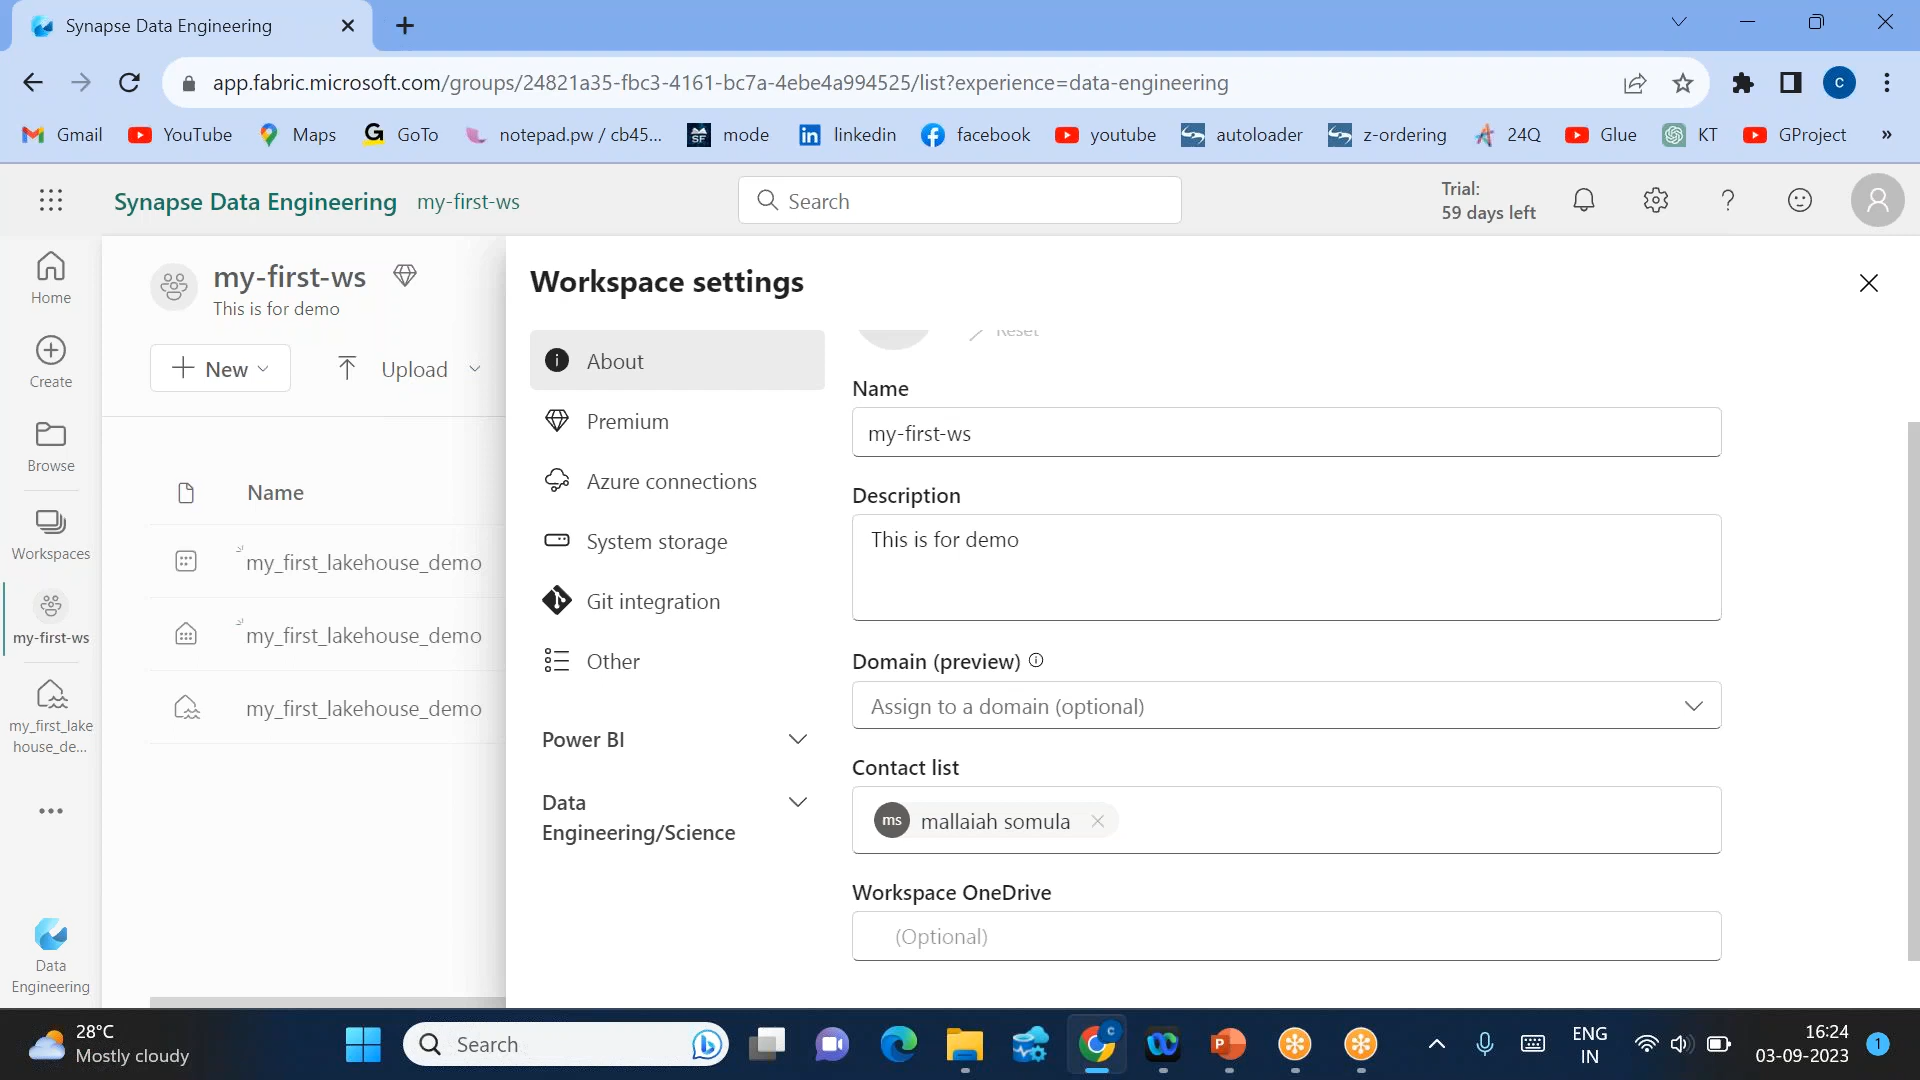 Synapse Data Engineering
app.fabric.microsoft.com/groups/24821a35-fbc3-4161-bc7a-4ebe4a994525/list?experience=data-engineering
C
Gmail YouTube Maps GoTo notepad.pw / cb45... mode linkedin facebook youtube autoloader z-ordering 24Q Glue KT GProject »
Synapse Data Engineering my-first-ws
Search
Trial:
59 days left
Home
Create
Browse
Workspaces
my-first-ws
my_first_lake
house_de...
Data
Engineering
my-first-ws
This is for demo
New
Upload
Name
my_first_lakehouse_demo
my_first_lakehouse_demo
my_first_lakehouse_demo
Workspace settings
About
Premium
Azure connections
System storage
Git integration
Other
Power BI
Data
Engineering/Science
Reset
Name
my-first-ws
Description
This is for demo
Domain (preview)
Assign to a domain (optional)
Contact list
ms mallaiah somula
Workspace OneDrive
(Optional)
28°C
Mostly cloudy
Search
ENG
IN
16:24
03-09-2023
1